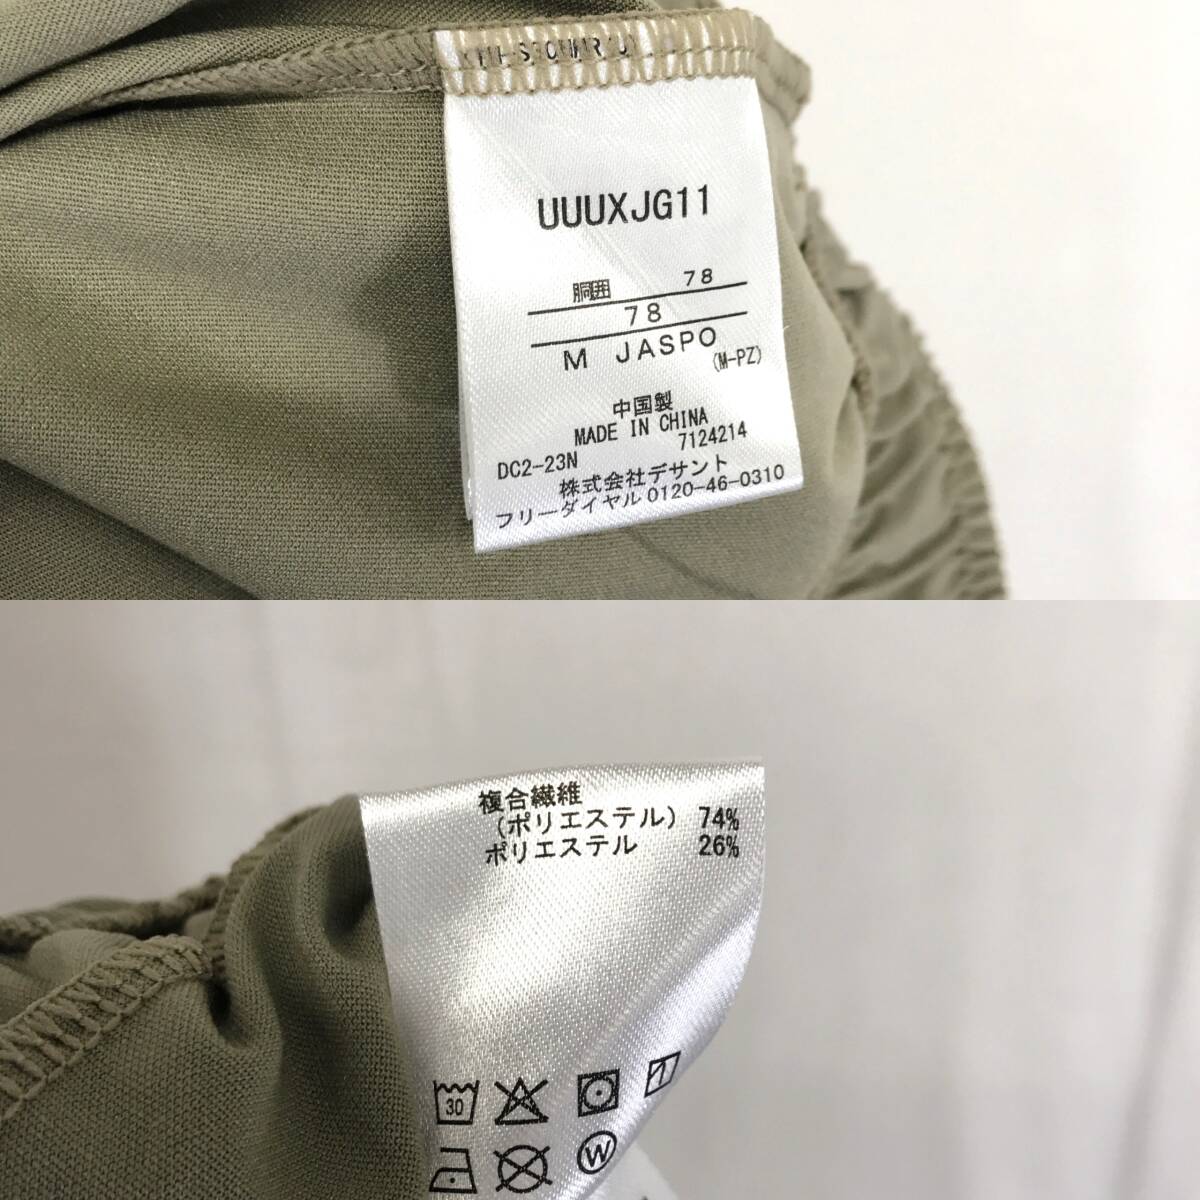 UUUXJG11
胴囲 78
78
M JASPO
(M-PZ)
中国製
MADE IN CHINA
7124214
DC2-23N
株式会社デサント
フリーダイヤル 0120-46-0310
複合繊維
(ポリエステル) 74%
ポリエステル 26%
30
1
W